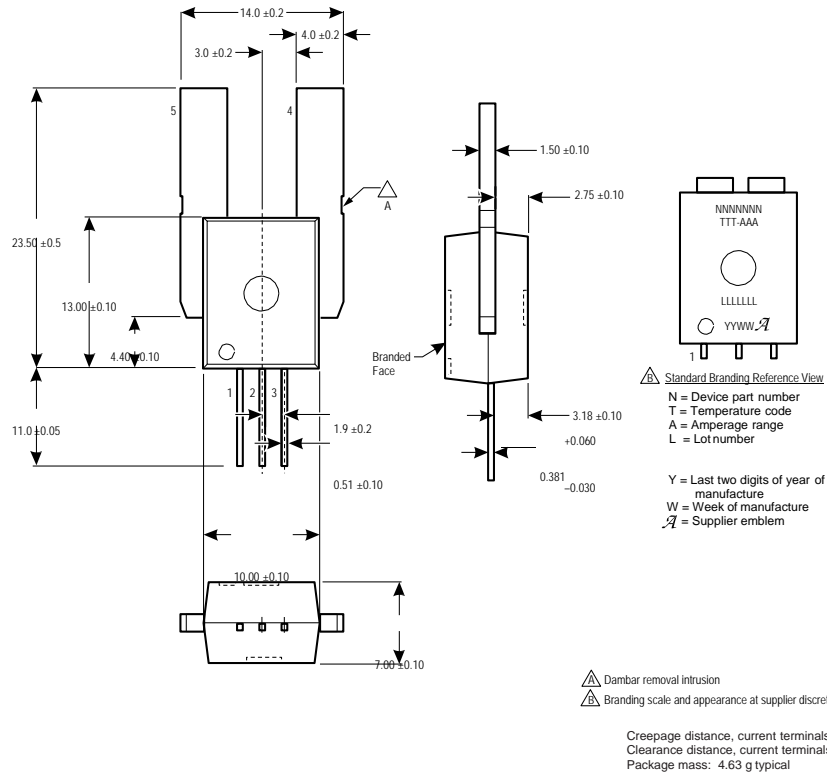 14.0 ±0.2
4.0 ±0.2
3.0 ±0.2
5
4
A
23.50 ±0.5
13.00 ±0.10
4.40 ±0.10
1 2 3
11.0 ±0.05
1.9 ±0.2
0.51 ±0.10
10.00 ±0.10
7.00 ±0.10
1.50 ±0.10
2.75 ±0.10
Branded
Face
3.18 ±0.10
+0.060
0.381
–0.030
NNNNNNN
TTT-AAA
LLLLLLL
YYWW
1
B Standard Branding Reference View
N = Device part number
T = Temperature code
A = Amperage range
L = Lot number
Y = Last two digits of year of
manufacture
W = Week of manufacture
A = Supplier emblem
A Dambar removal intrusion
B Branding scale and appearance at supplier discret
Creepage distance, current terminals
Clearance distance, current terminals
Package mass: 4.63 g typical